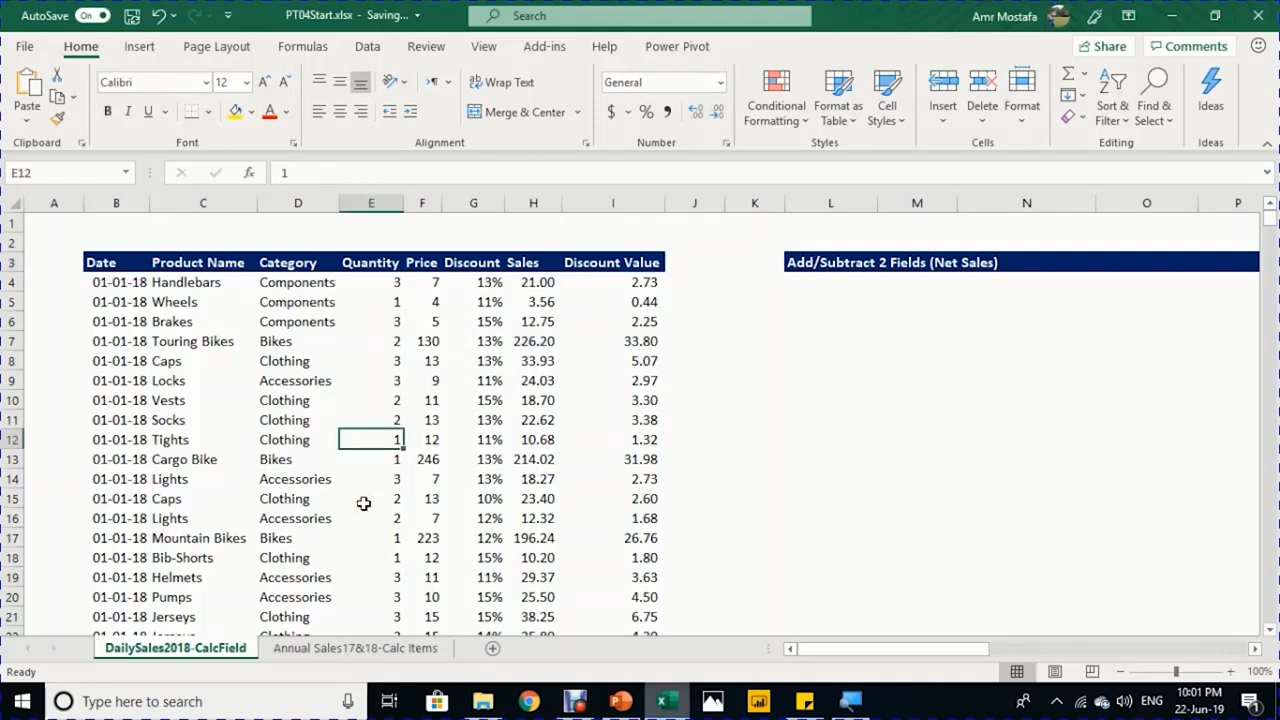 AutoSave On PT04Start.xlsx - Saving... Search Amr Mostafa
File Home Insert Page Layout Formulas Data Review View Add-ins Help Power Pivot Share Comments
Calibri 12 Wrap Text General
Paste Merge & Center Conditional Formatting Format as Table Cell Styles Insert Delete Format Sort & Filter Find & Select Ideas
Clipboard Font Alignment Number Styles Cells Editing Ideas
E12 fx 1
A B C D E F G H I J K L M N O P
1
2
3 Date Product Name Category Quantity Price Discount Sales Discount Value Add/Subtract 2 Fields (Net Sales)
4 01-01-18 Handlebars Components 3 7 13% 21.00 2.73
5 01-01-18 Wheels Components 1 4 11% 3.56 0.44
6 01-01-18 Brakes Components 3 5 15% 12.75 2.25
7 01-01-18 Touring Bikes Bikes 2 130 13% 226.20 33.80
8 01-01-18 Caps Clothing 3 13 13% 33.93 5.07
9 01-01-18 Locks Accessories 3 9 11% 24.03 2.97
10 01-01-18 Vests Clothing 2 11 15% 18.70 3.30
11 01-01-18 Socks Clothing 2 13 13% 22.62 3.38
12 01-01-18 Tights Clothing 1 12 11% 10.68 1.32
13 01-01-18 Cargo Bike Bikes 1 246 13% 214.02 31.98
14 01-01-18 Lights Accessories 3 7 13% 18.27 2.73
15 01-01-18 Caps Clothing 2 13 10% 23.40 2.60
16 01-01-18 Lights Accessories 2 7 12% 12.32 1.68
17 01-01-18 Mountain Bikes Bikes 1 223 12% 196.24 26.76
18 01-01-18 Bib-Shorts Clothing 1 12 15% 10.20 1.80
19 01-01-18 Helmets Accessories 3 11 11% 29.37 3.63
20 01-01-18 Pumps Accessories 3 10 15% 25.50 4.50
21 01-01-18 Jerseys Clothing 3 15 15% 38.25 6.75
DailySales2018-CalcField Annual Sales17&18-Calc Items
Ready 100%
Type here to search ENG 10:01 PM
22-Jun-19